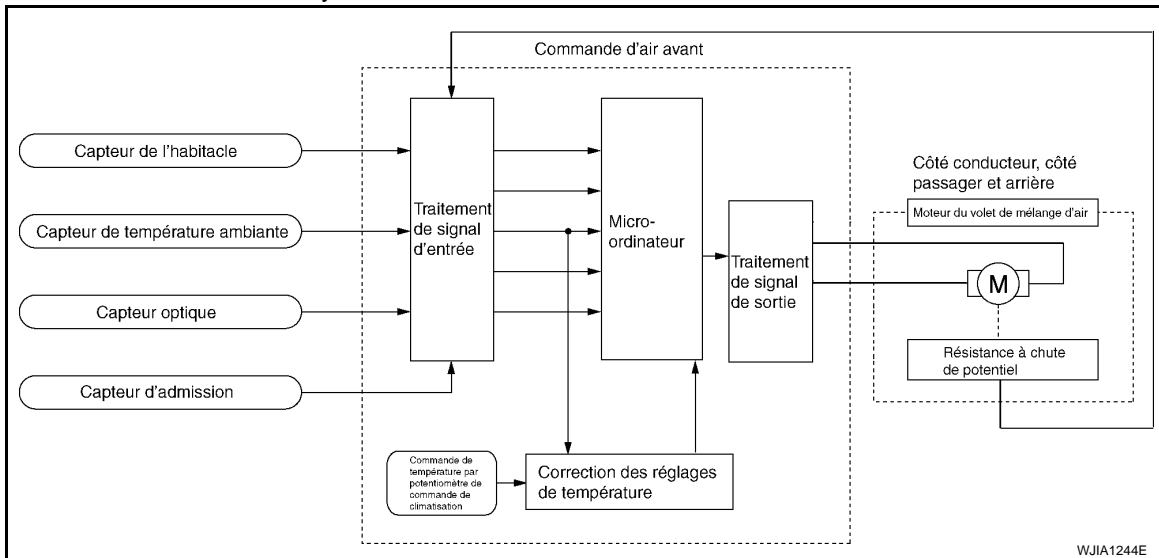 Commande d'air avant
Capteur de l'habitacle
Capteur de température ambiante
Capteur optique
Capteur d'admission
Traitement
de signal
d'entrée
Micro-
ordinateur
Traitement
de signal
de sortie
Côté conducteur, côté
passager et arrière
Moteur du volet de mélange d'air
M
Résistance à chute
de potentiel
Commande de
température par
potentiomètre de
commande de
climatisation
Correction des réglages
de température
WJIA1244E